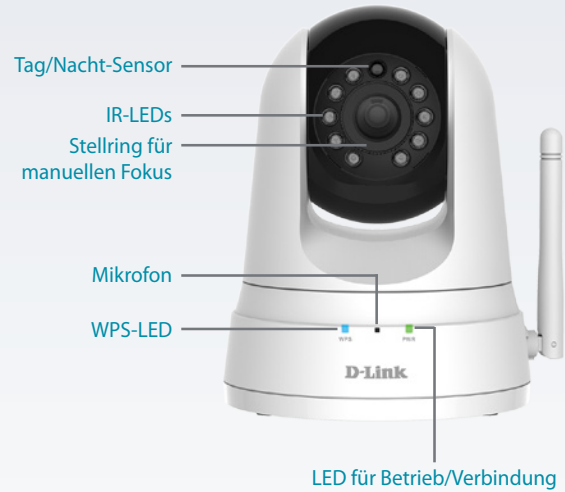 Tag/Nacht-Sensor
IR-LEDs
Stellring für
manuellen Fokus
Mikrofon
WPS-LED
WPS
PWR
D-Link
LED für Betrieb/Verbindung